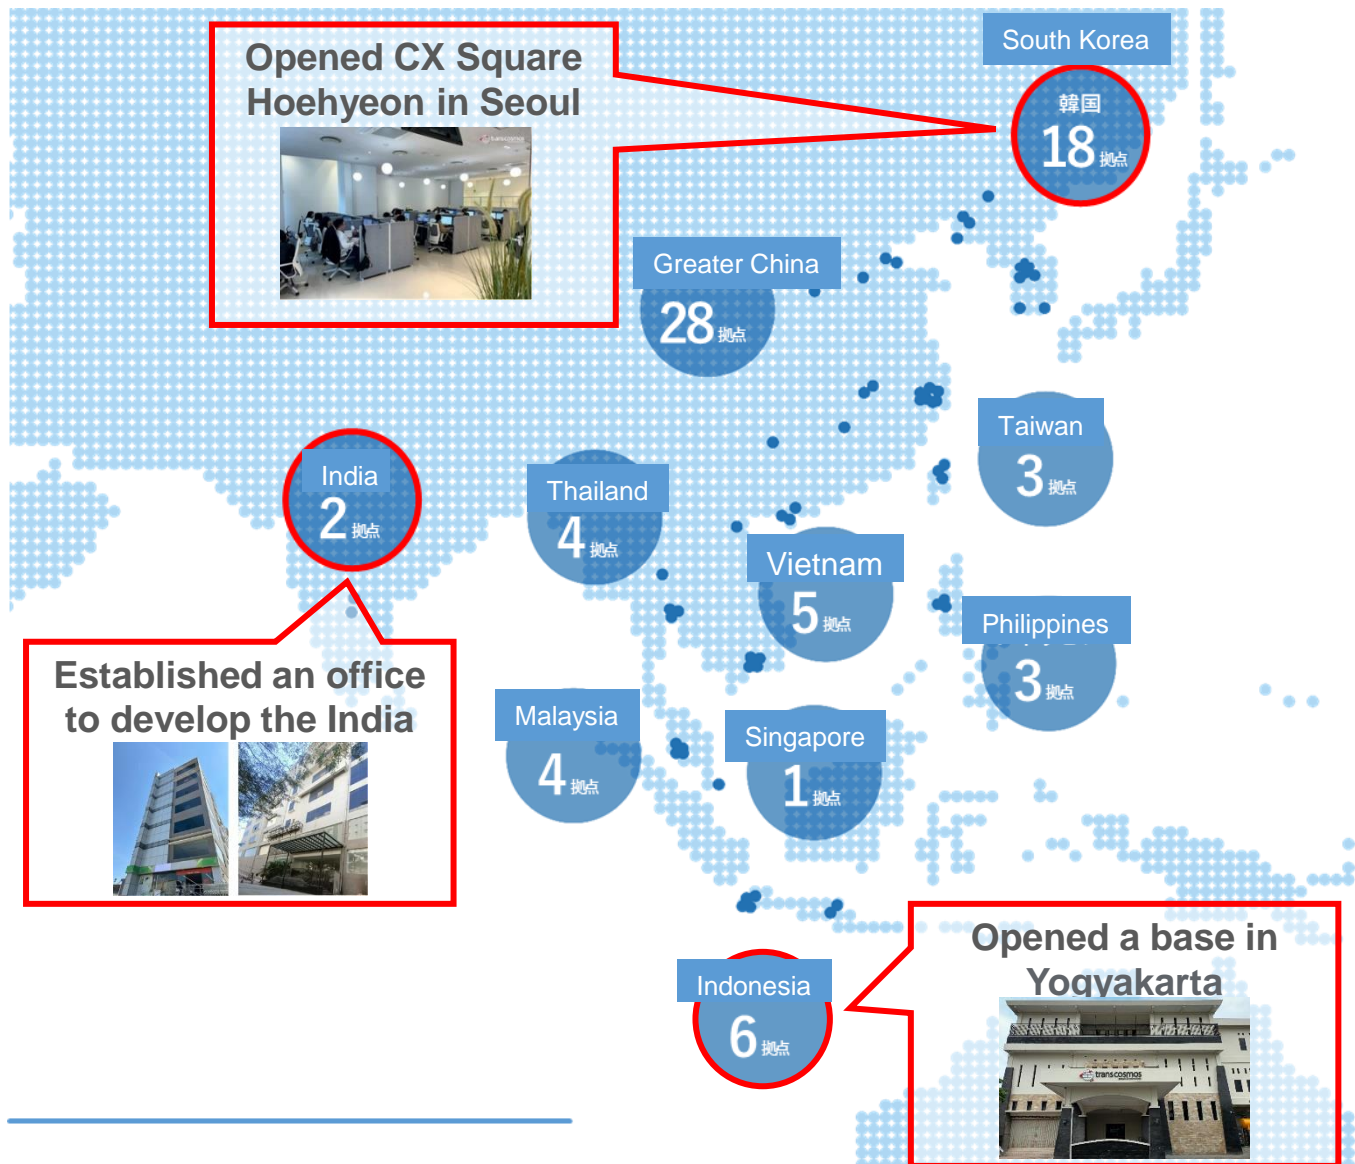 Opened CX Square
Hoehyeon in Seoul
transcosmos
South Korea
韓国
18 拠点
Greater China
28 拠点
Taiwan
3 拠点
India
2 拠点
Thailand
4 拠点
Vietnam
5 拠点
Philippines
3 拠点
Established an office
to develop the India
Malaysia
4 拠点
Singapore
1 拠点
Indonesia
6 拠点
Opened a base in
Yogyakarta
transcosmos